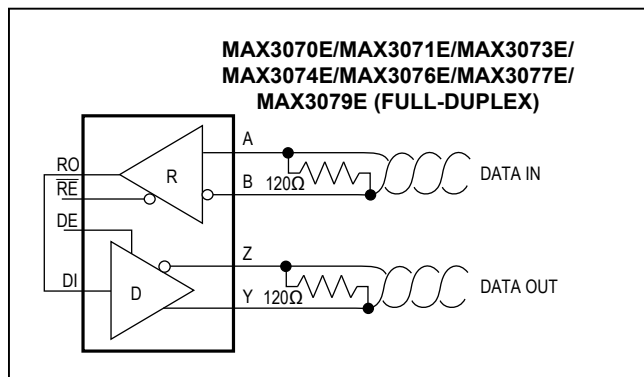 MAX3070E/MAX3071E/MAX3073E/
MAX3074E/MAX3076E/MAX3077E/
MAX3079E (FULL-DUPLEX)
A
RO
R
RE
B
120Ω
DATA IN
DE
Z
DI
D
Y
120Ω
DATA OUT